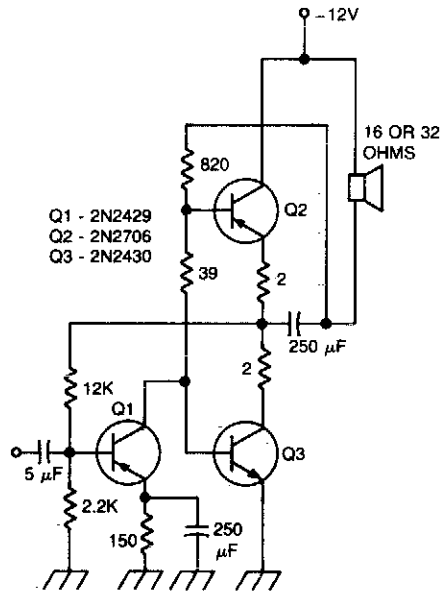 -12V
16 OR 32
OHMS
820
Q1 - 2N2429
Q2 - 2N2706
Q3 - 2N2430
Q2
39
2
250 µF
2
12K
Q1
Q3
5 µF
2.2K
150
250
µF